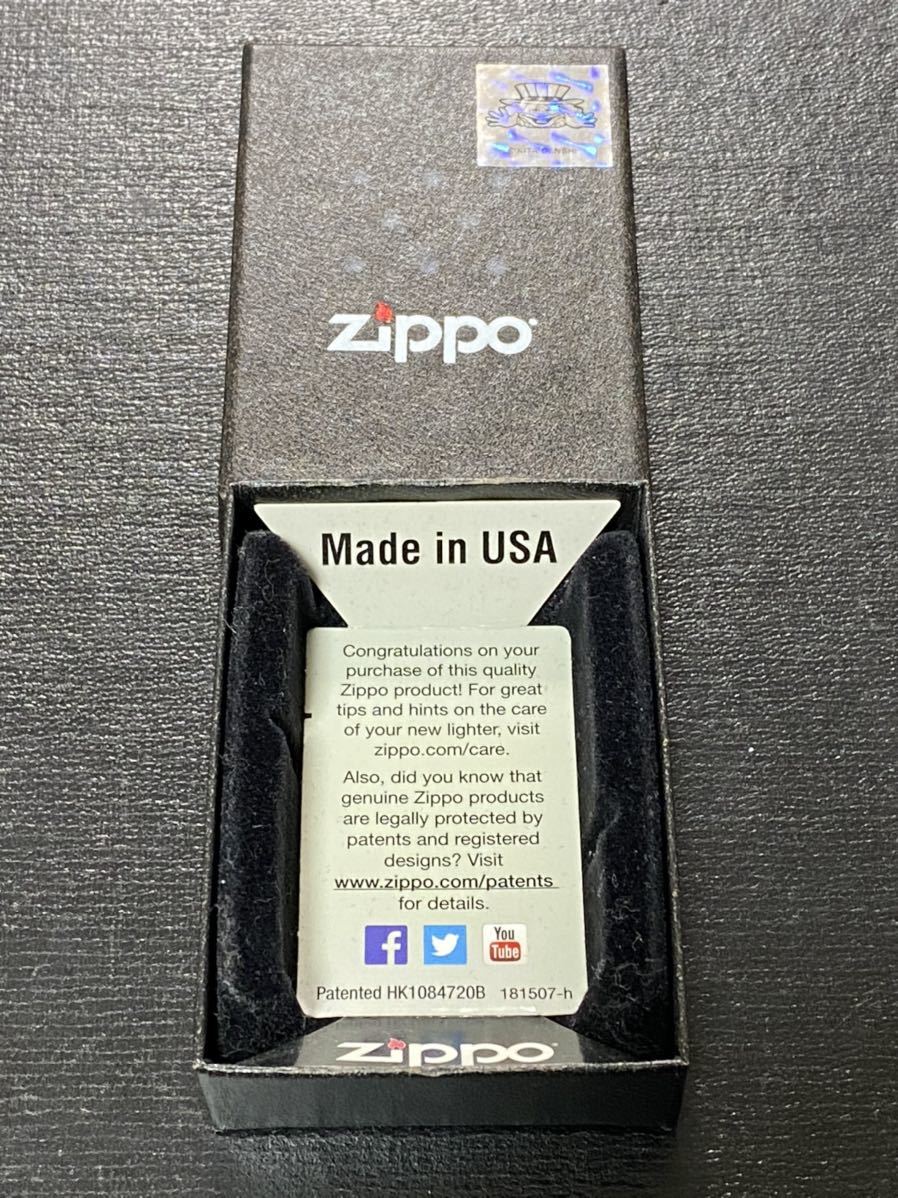 zippo
Made in USA
Congratulations on your
purchase of this quality
Zippo product! For great
tips and hints on the care
of your new lighter, visit
zippo.com/care.
Also, did you know that
genuine Zippo products
are legally protected by
patents and registered
designs? Visit
www.zippo.com/patents
for details.
f
You
Tube
Patented HK1084720B 181507-h
zippo